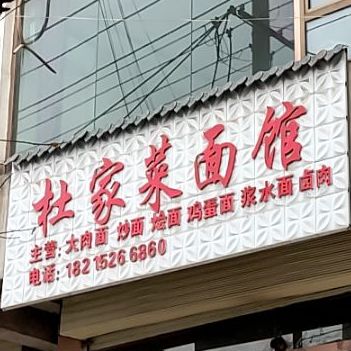 杜家菜面馆
主营: 大肉面 炒面 烩面 鸡蛋面 浆水面 卤肉
电话: 182 1526 6860